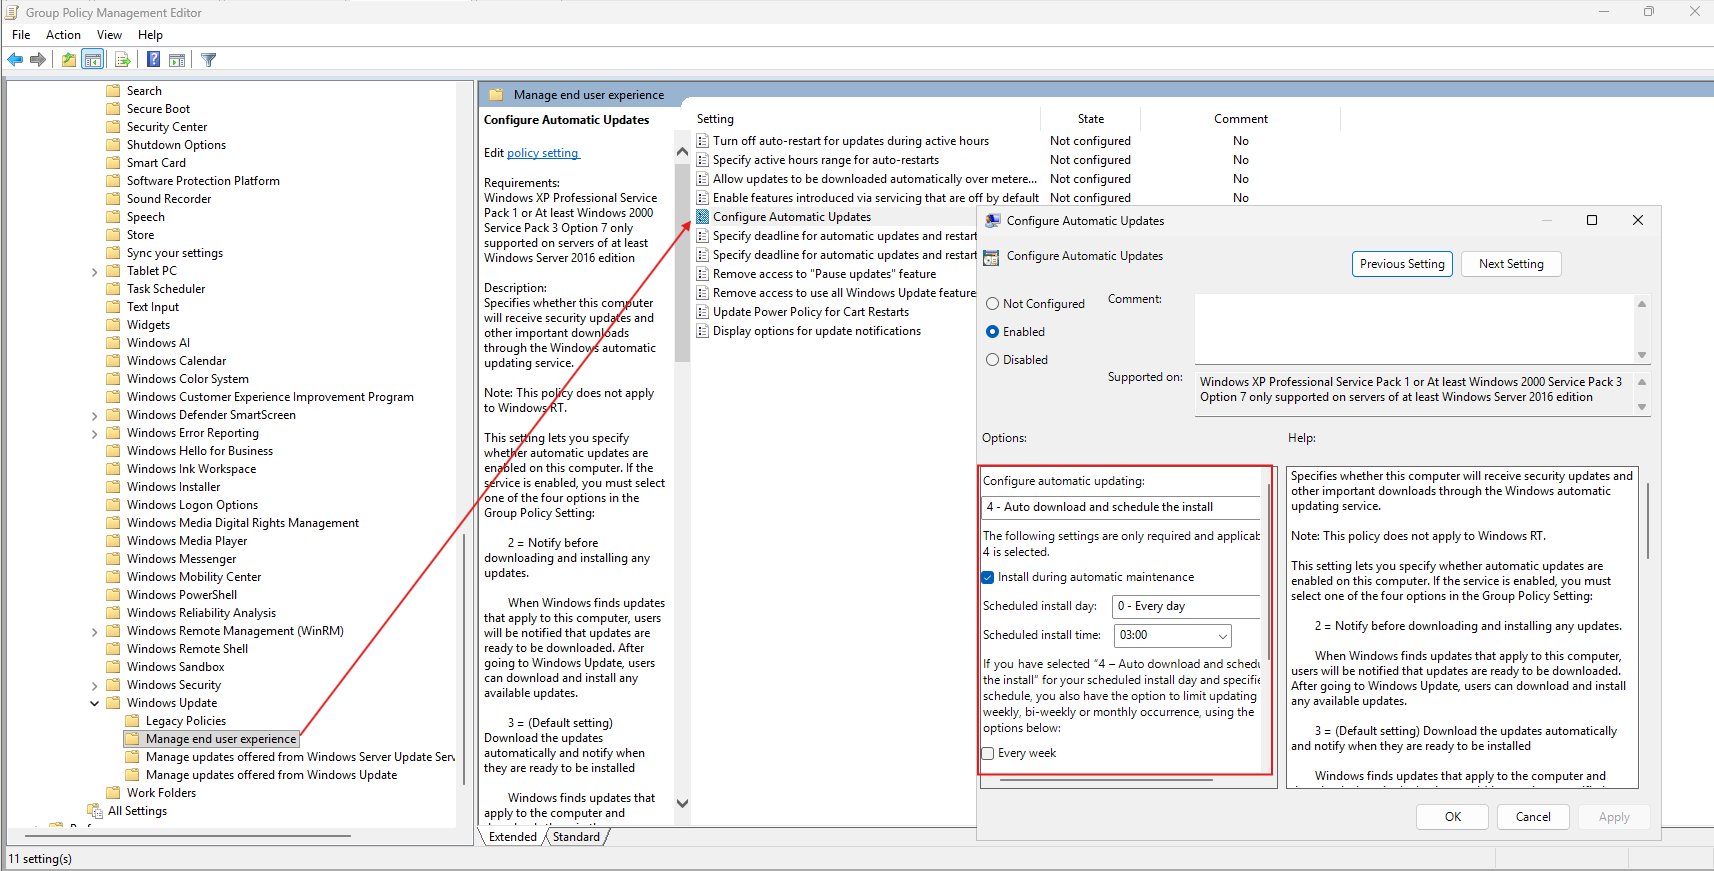 Group Policy Management Editor
File Action View Help
Search
Secure Boot
Security Center
Shutdown Options
Smart Card
Software Protection Platform
Sound Recorder
Speech
Store
Sync your settings
Tablet PC
Task Scheduler
Text Input
Widgets
Windows AI
Windows Calendar
Windows Color System
Windows Customer Experience Improvement Program
Windows Defender SmartScreen
Windows Error Reporting
Windows Hello for Business
Windows Ink Workspace
Windows Installer
Windows Logon Options
Windows Media Digital Rights Management
Windows Media Player
Windows Messenger
Windows Mobility Center
Windows PowerShell
Windows Reliability Analysis
Windows Remote Management (WinRM)
Windows Remote Shell
Windows Sandbox
Windows Security
Windows Update
Legacy Policies
Manage end user experience
Manage updates offered from Windows Server Update Serv
Manage updates offered from Windows Update
Work Folders
All Settings
Manage end user experience
Configure Automatic Updates
Edit policy setting
Requirements:
Windows XP Professional Service
Pack 1 or At least Windows 2000
Service Pack 3 Option 7 only
supported on servers of at least
Windows Server 2016 edition
Description:
Specifies whether this computer
will receive security updates and
other important downloads
through the Windows automatic
updating service.
Note: This policy does not apply
to Windows RT.
This setting lets you specify
whether automatic updates are
enabled on this computer. If the
service is enabled, you must select
one of the four options in the
Group Policy Setting:
2 = Notify before
downloading and installing any
updates.
When Windows finds updates
that apply to this computer, users
will be notified that updates are
ready to be downloaded. After
going to Windows Update, users
can download and install any
available updates.
3 = (Default setting)
Download the updates
automatically and notify when
they are ready to be installed
Windows finds updates that
apply to the computer and
Setting State Comment
Turn off auto-restart for updates during active hours Not configured No
Specify active hours range for auto-restarts Not configured No
Allow updates to be downloaded automatically over metere... Not configured No
Enable features introduced via servicing that are off by default Not configured No
Configure Automatic Updates
Specify deadline for automatic updates and restart
Specify deadline for automatic updates and restart
Remove access to "Pause updates" feature
Remove access to use all Windows Update feature
Update Power Policy for Cart Restarts
Display options for update notifications
Extended Standard
11 setting(s)
Configure Automatic Updates
Configure Automatic Updates
Previous Setting Next Setting
Not Configured
Enabled
Disabled
Comment:
Supported on:
Windows XP Professional Service Pack 1 or At least Windows 2000 Service Pack 3
Option 7 only supported on servers of at least Windows Server 2016 edition
Options:
Configure automatic updating:
4 - Auto download and schedule the install
The following settings are only required and applicab
4 is selected.
Install during automatic maintenance
Scheduled install day: 0 - Every day
Scheduled install time: 03:00
If you have selected “4 – Auto download and schedu
the install” for your scheduled install day and specifie
schedule, you also have the option to limit updating
weekly, bi-weekly or monthly occurrence, using the
options below:
Every week
Help:
Specifies whether this computer will receive security updates and
other important downloads through the Windows automatic
updating service.
Note: This policy does not apply to Windows RT.
This setting lets you specify whether automatic updates are
enabled on this computer. If the service is enabled, you must
select one of the four options in the Group Policy Setting:
2 = Notify before downloading and installing any updates.
When Windows finds updates that apply to this computer,
users will be notified that updates are ready to be downloaded.
After going to Windows Update, users can download and install
any available updates.
3 = (Default setting) Download the updates automatically
and notify when they are ready to be installed
Windows finds updates that apply to the computer and
OK Cancel Apply